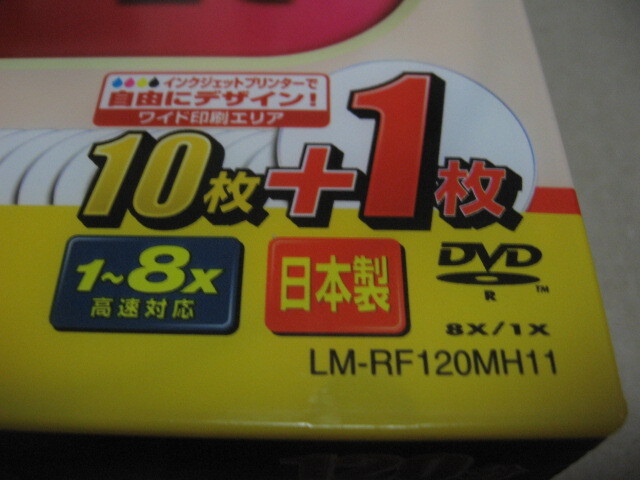 インクジェットプリンターで
自由にデザイン!
ワイド印刷エリア
10枚+1枚
1~8x
高速対応
日本製
DVD
R
TM
8X/1X
LM-RF120MH11